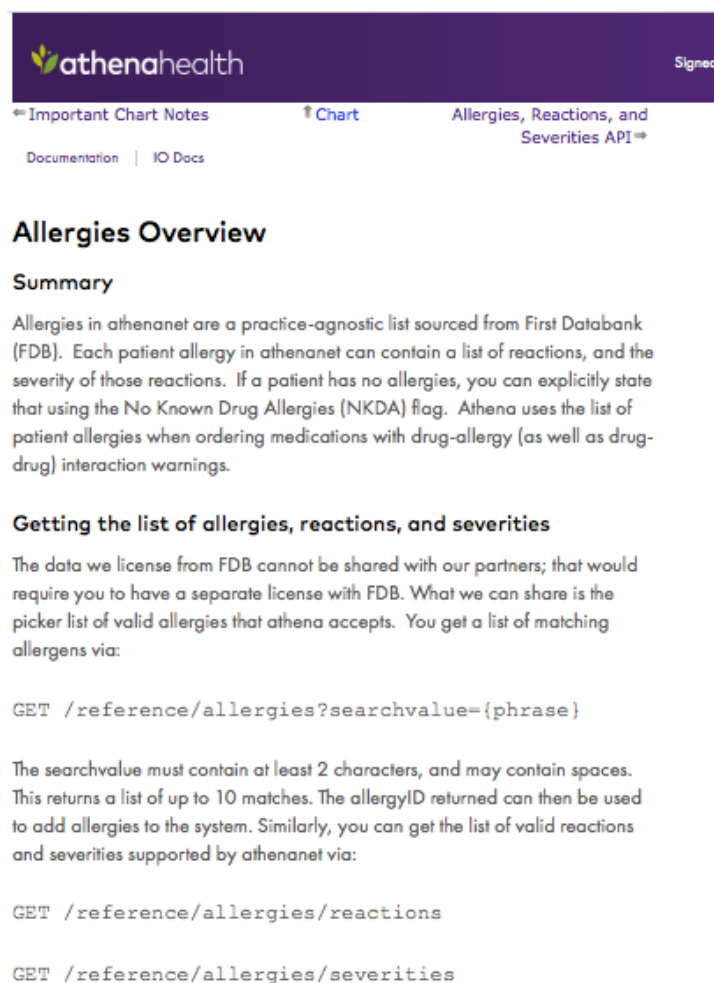 athenahealth
Signed
⇐Important Chart Notes
⇑Chart
Allergies, Reactions, and
Severities API⇒
Documentation | IO Docs
Allergies Overview
Summary
Allergies in athenanet are a practice-agnostic list sourced from First Databank
(FDB).  Each patient allergy in athenanet can contain a list of reactions, and the
severity of those reactions.  If a patient has no allergies, you can explicitly state
that using the No Known Drug Allergies (NKDA) flag.  Athena uses the list of
patient allergies when ordering medications with drug-allergy (as well as drug-
drug) interaction warnings.
Getting the list of allergies, reactions, and severities
The data we license from FDB cannot be shared with our partners; that would
require you to have a separate license with FDB. What we can share is the
picker list of valid allergies that athena accepts.  You get a list of matching
allergens via:
GET /reference/allergies?searchvalue={phrase}
The searchvalue must contain at least 2 characters, and may contain spaces.
This returns a list of up to 10 matches. The allergyID returned can then be used
to add allergies to the system. Similarly, you can get the list of valid reactions
and severities supported by athenanet via:
GET /reference/allergies/reactions
GET /reference/allergies/severities